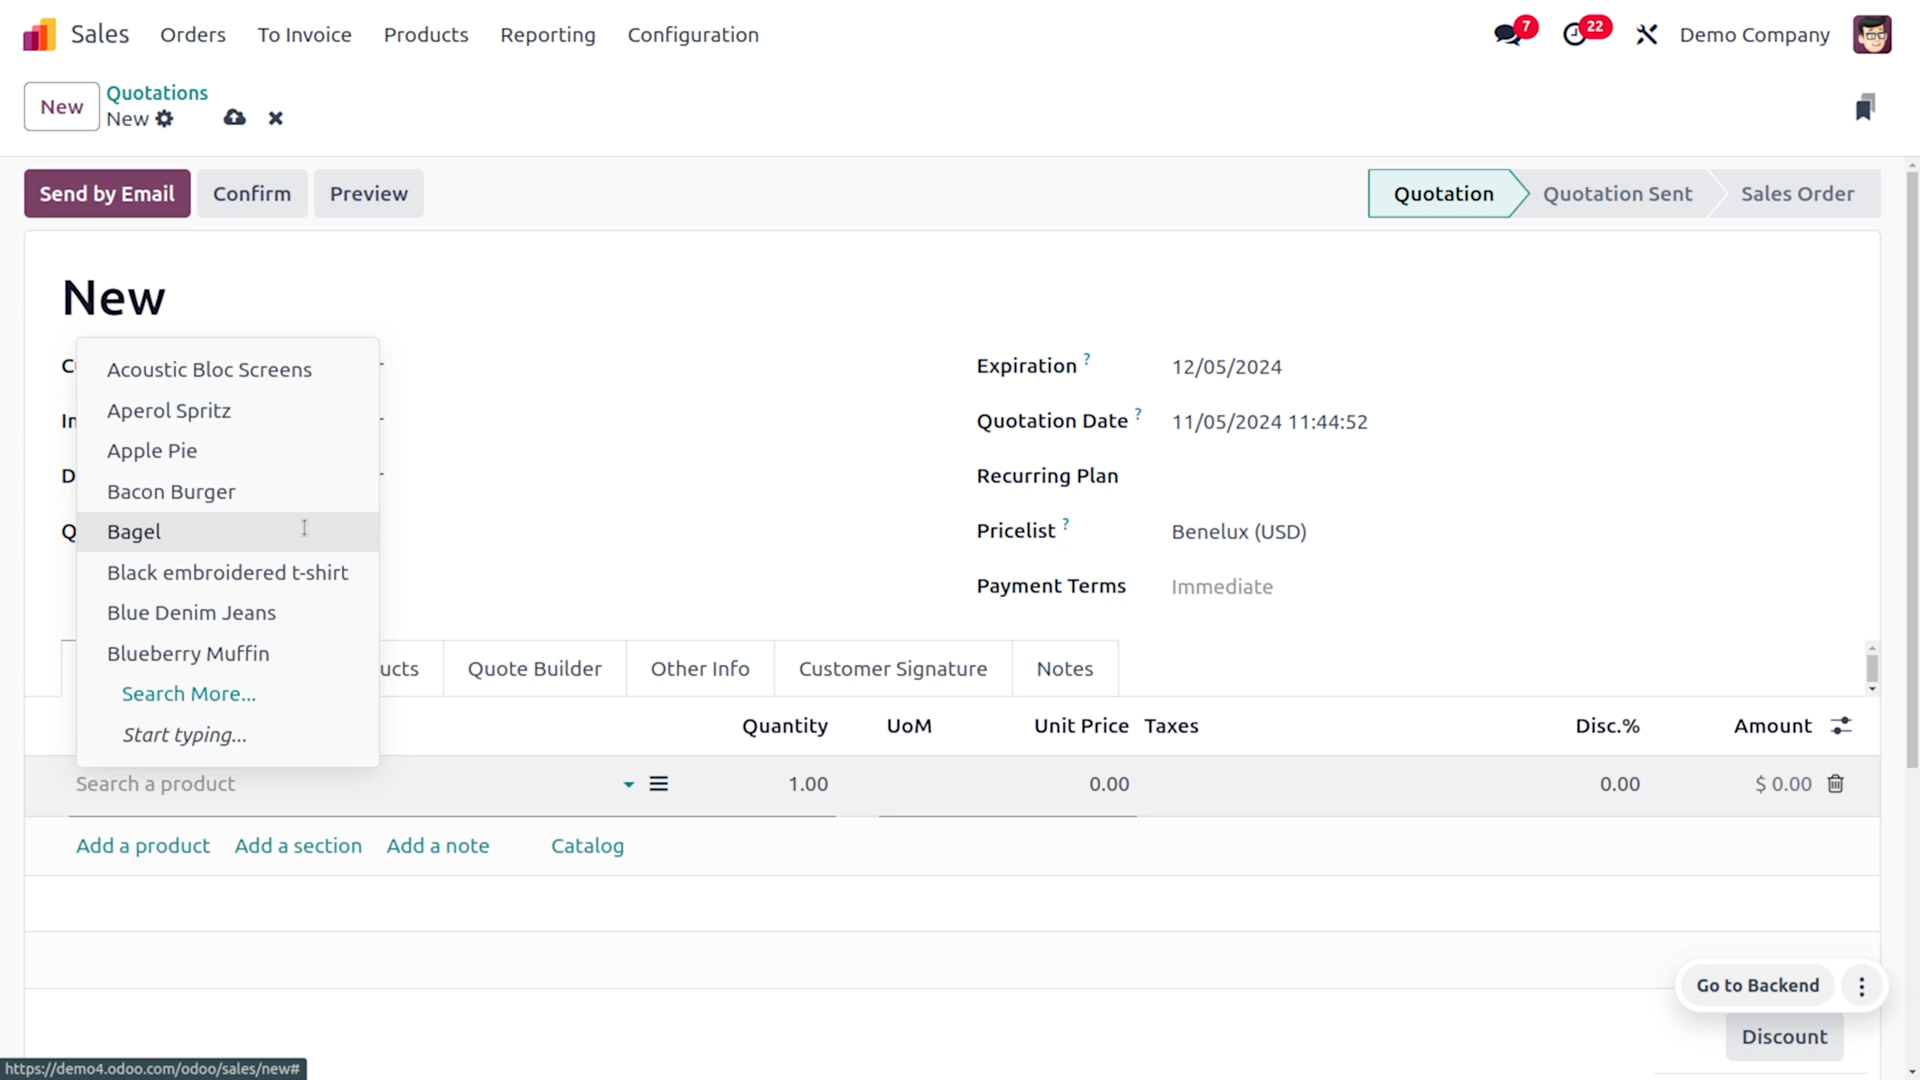 Sales Orders To Invoice Products Reporting Configuration 7 22 Demo Company
New Quotations
New
Send by Email Confirm Preview Quotation Quotation Sent Sales Order
New
C Expiration ? 12/05/2024
Acoustic Bloc Screens
Aperol Spritz
In Quotation Date ? 11/05/2024 11:44:52
Apple Pie
D Recurring Plan
Bacon Burger
Q Pricelist ? Benelux (USD)
Bagel
Black embroidered t-shirt
Payment Terms Immediate
Blue Denim Jeans
Blueberry Muffin
ucts Quote Builder Other Info Customer Signature Notes
Search More...
Start typing...
Quantity UoM Unit Price Taxes Disc.% Amount
Search a product 1.00 0.00 0.00 $ 0.00
Add a product Add a section Add a note Catalog
Go to Backend
Discount
https://demo4.odoo.com/odoo/sales/new#